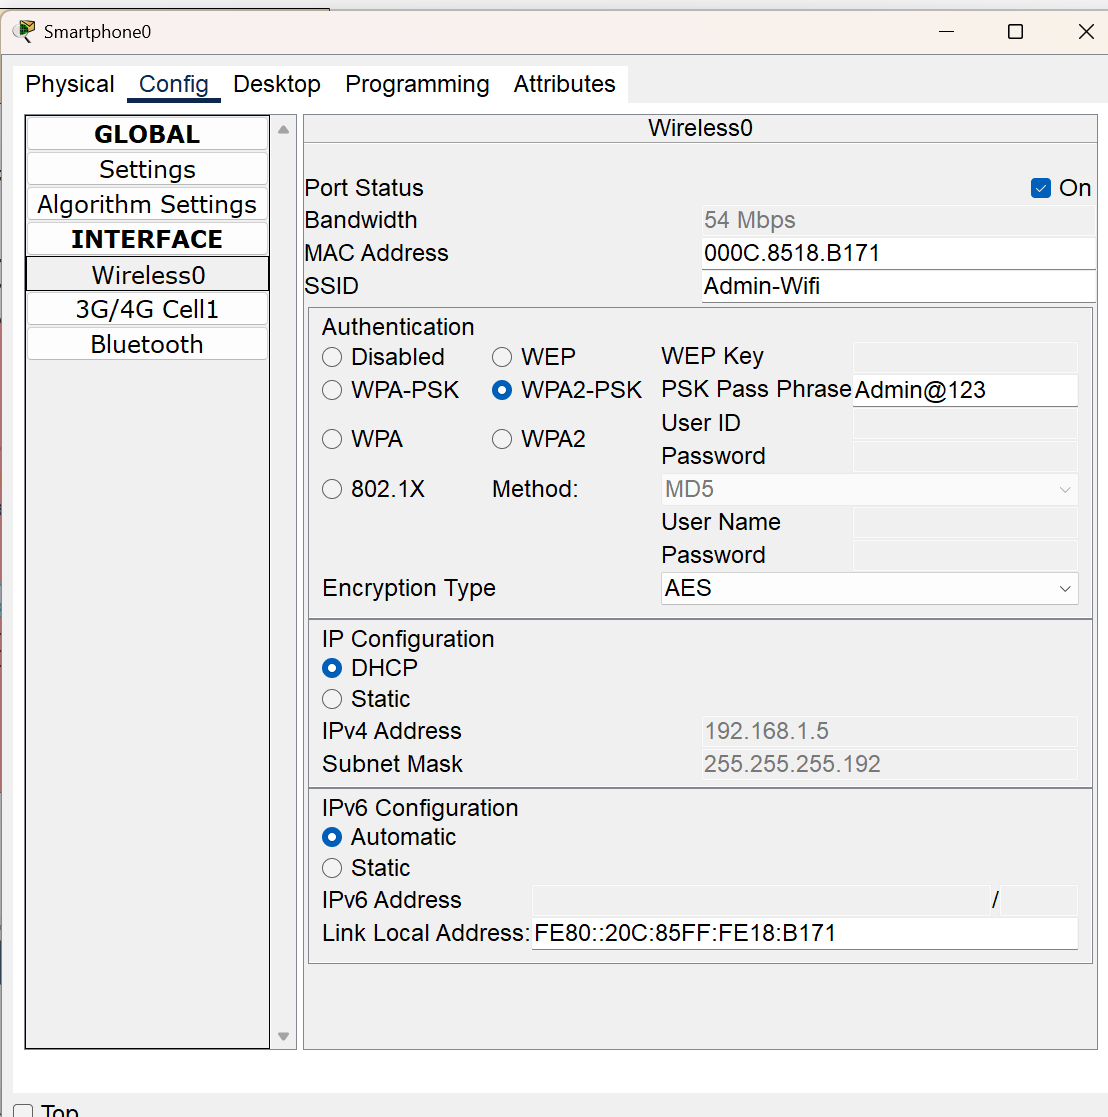 Smartphone0
Physical Config Desktop Programming Attributes
GLOBAL
Settings
Algorithm Settings
INTERFACE
Wireless0
3G/4G Cell1
Bluetooth
Wireless0
Port Status On
Bandwidth 54 Mbps
MAC Address 000C.8518.B171
SSID Admin-Wifi
Authentication
Disabled WEP WEP Key
WPA-PSK WPA2-PSK PSK Pass Phrase Admin@123
User ID
WPA WPA2
Password
802.1X Method: MD5
User Name
Password
Encryption Type AES
IP Configuration
DHCP
Static
IPv4 Address 192.168.1.5
Subnet Mask 255.255.255.192
IPv6 Configuration
Automatic
Static
IPv6 Address /
Link Local Address: FE80::20C:85FF:FE18:B171
Top